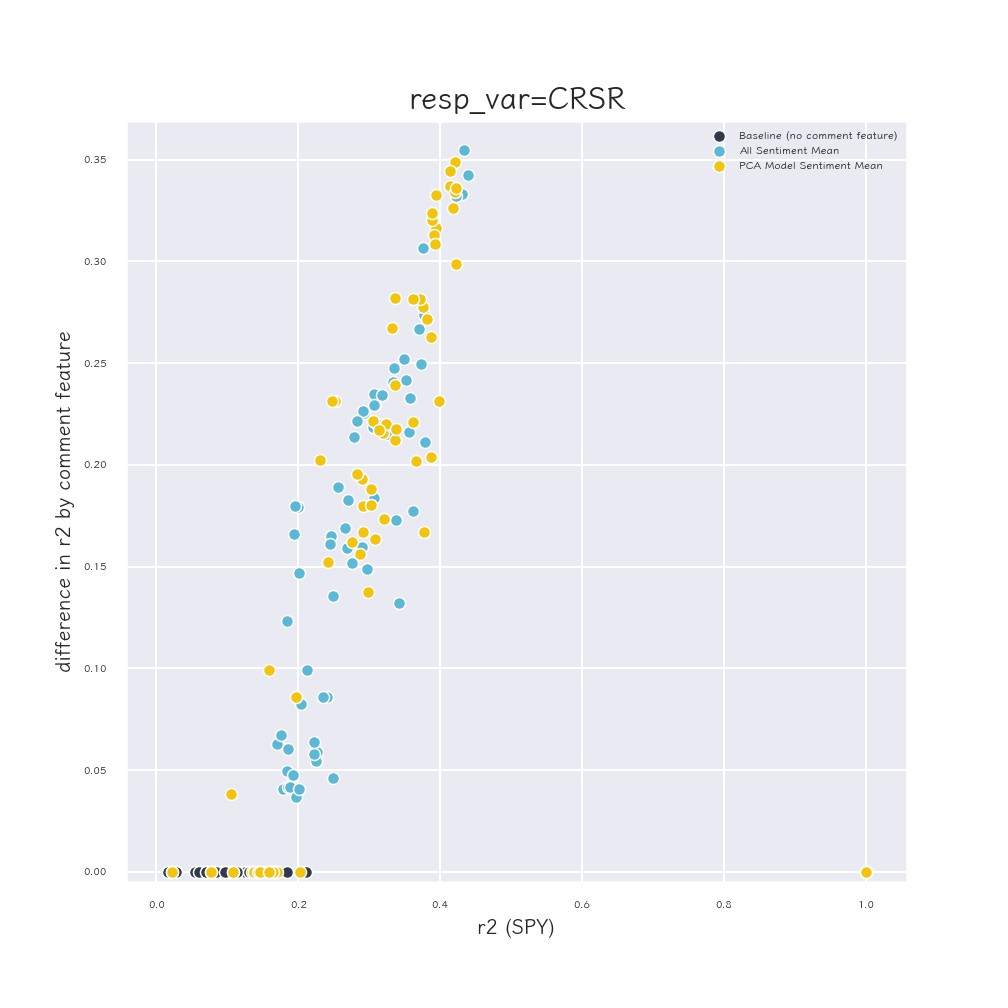 resp_var=CRSR
Baseline (no comment feature)
All Sentiment Mean
PCA Model Sentiment Mean
difference in r2 by comment feature
0.35
0.30
0.25
0.20
0.15
0.10
0.05
0.00
0.0 0.2 0.4 0.6 0.8 1.0
r2 (SPY)